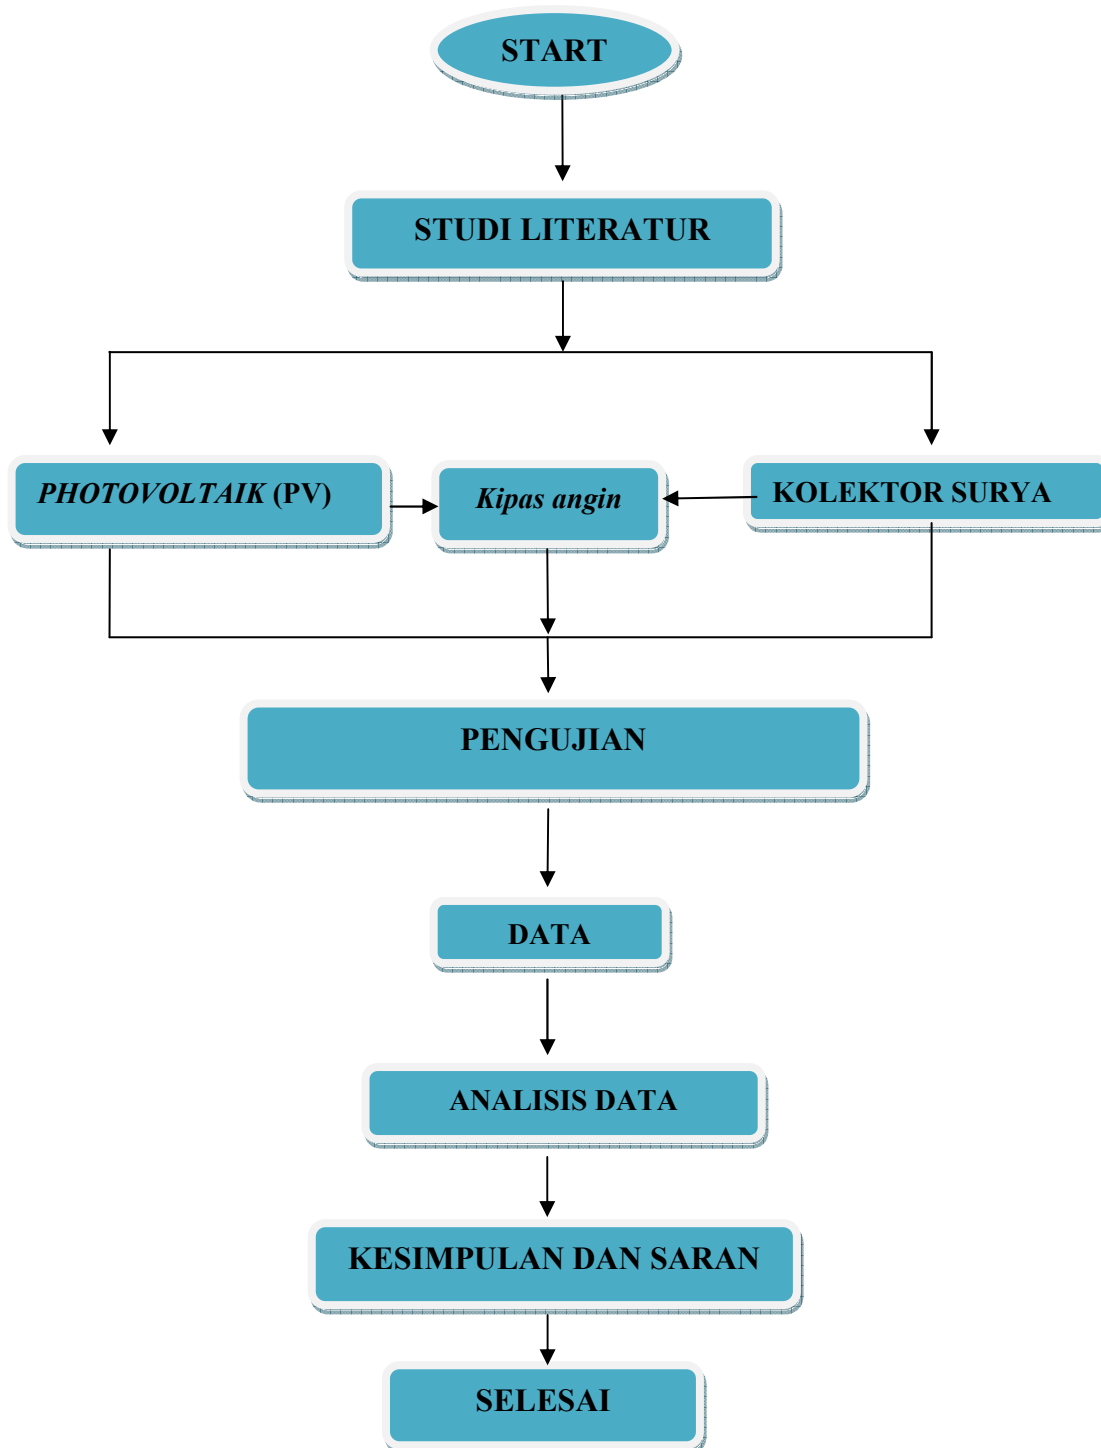 START
STUDI LITERATUR
PHOTOVOLTAIK (PV)
Kipas angin
KOLEKTOR SURYA
PENGUJIAN
DATA
ANALISIS DATA
KESIMPULAN DAN SARAN
SELESAI